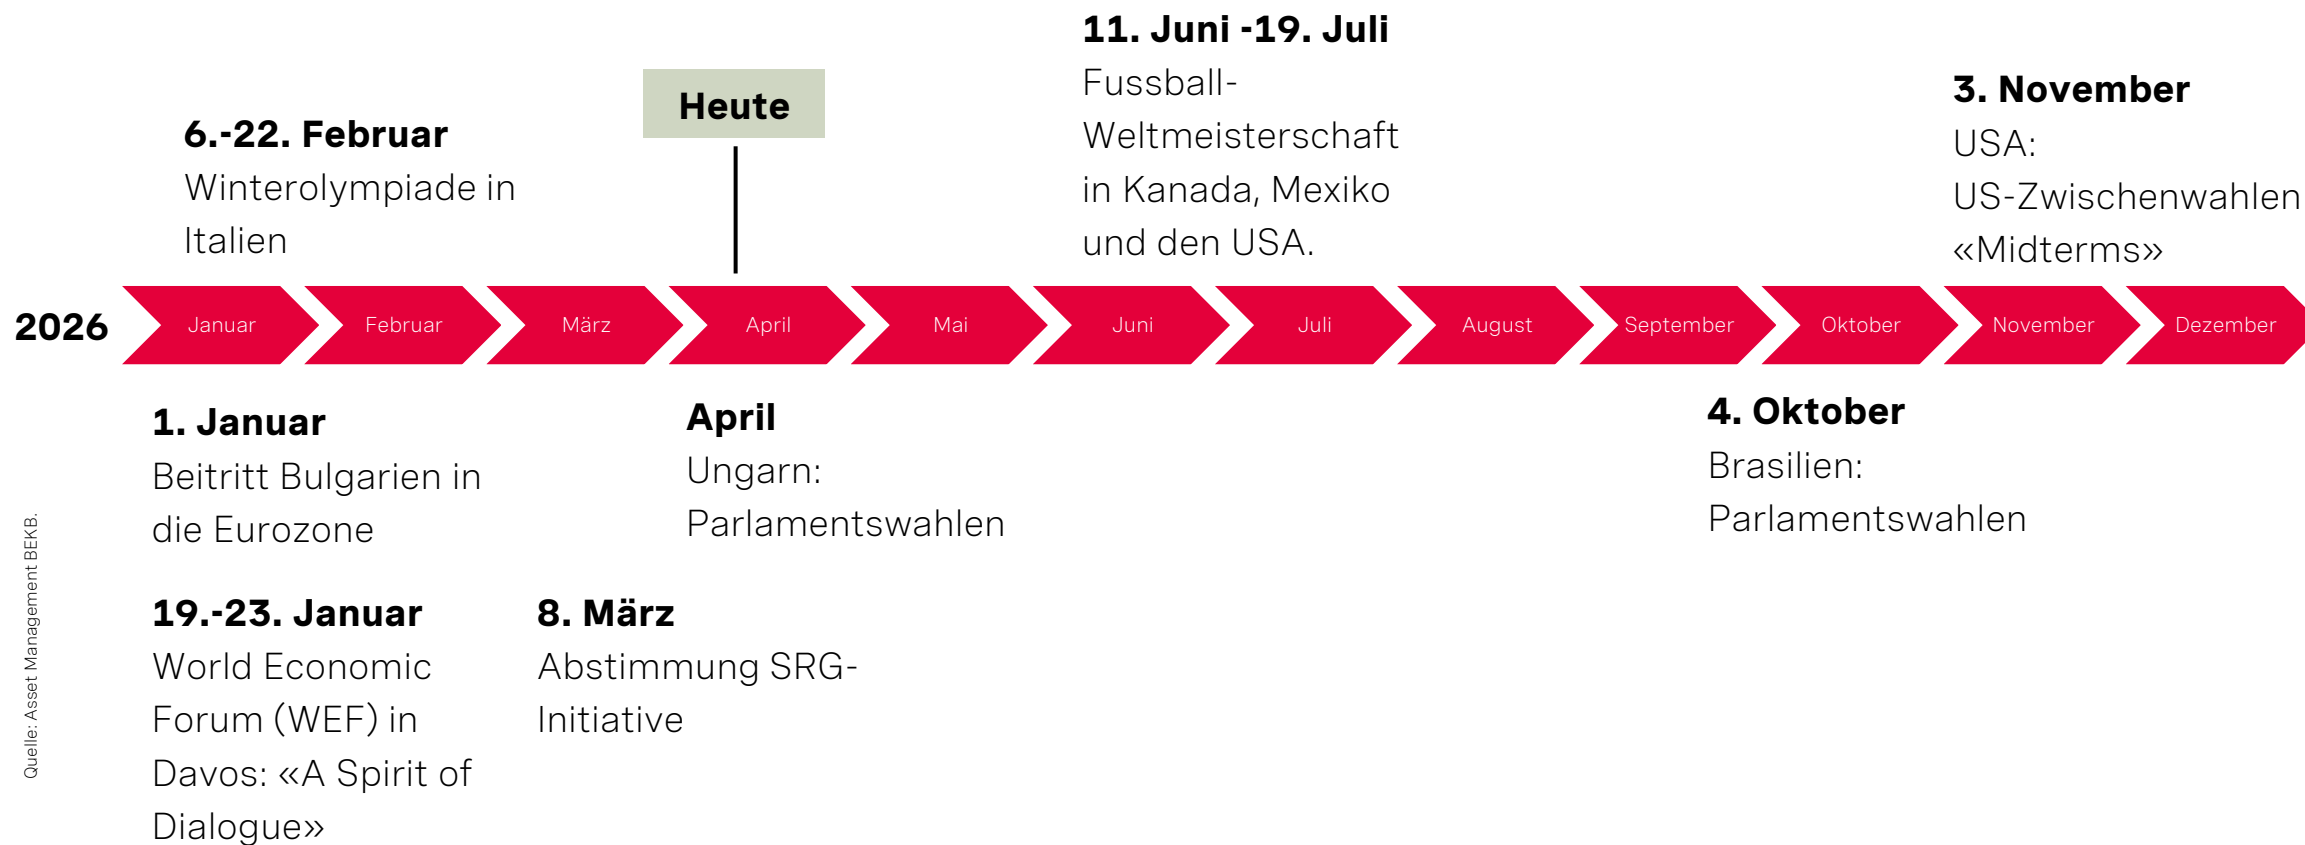 11. Juni -19. Juli
Fussball-
Weltmeisterschaft
in Kanada, Mexiko
und den USA.
Heute
3. November
USA:
US-Zwischenwahlen
«Midterms»
6.-22. Februar
Winterolympiade in
Italien
2026
Januar
Februar
März
April
Mai
Juni
Juli
August
September
Oktober
November
Dezember
1. Januar
Beitritt Bulgarien in
die Eurozone
April
Ungarn:
Parlamentswahlen
4. Oktober
Brasilien:
Parlamentswahlen
19.-23. Januar
World Economic
Forum (WEF) in
Davos: «A Spirit of
Dialogue»
8. März
Abstimmung SRG-
Initiative
Quelle: Asset Management BEKB.